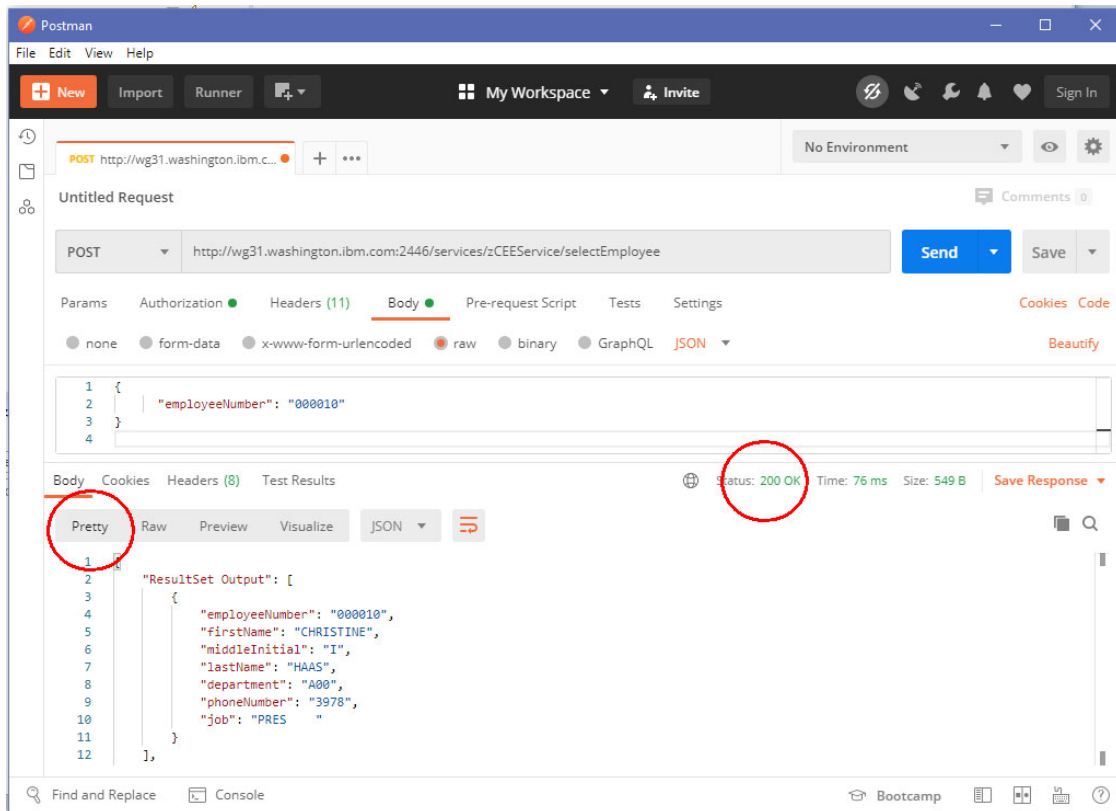 Postman
File Edit View Help
New Import Runner My Workspace Invite Sign In
POST http://wg31.washington.ibm.c... No Environment
Untitled Request Comments 0
POST http://wg31.washington.ibm.com:2446/services/zCEEService/selectEmployee Send Save
Params Authorization Headers (11) Body Pre-request Script Tests Settings Cookies Code
none form-data x-www-form-urlencoded raw binary GraphQL JSON Beautify
1 {
2 "employeeNumber": "000010"
3 }
4
Body Cookies Headers (8) Test Results Status: 200 OK Time: 76 ms Size: 549 B Save Response
Pretty Raw Preview Visualize JSON
1 {
2 "ResultSet Output": [
3 {
4 "employeeNumber": "000010",
5 "firstName": "CHRISTINE",
6 "middleInitial": "I",
7 "lastName": "HAAS",
8 "department": "A00",
9 "phoneNumber": "3978",
10 "job": "PRES    "
11 }
12 ],
Find and Replace Console Bootcamp